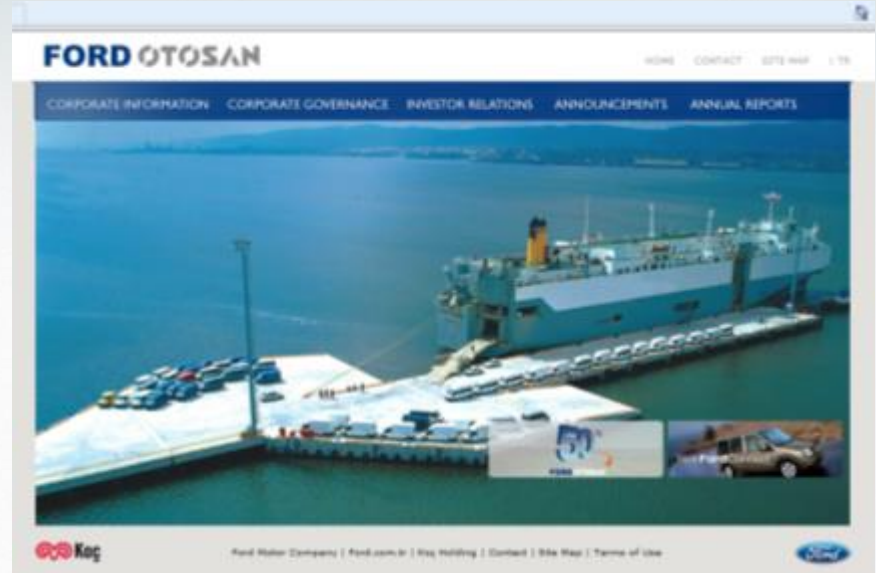 FORD OTOSAN
HOME CONTACT SITE MAP | TR
CORPORATE INFORMATION CORPORATE GOVERNANCE INVESTOR RELATIONS ANNOUNCEMENTS ANNUAL REPORTS
50
Koç
Ford Motor Company | Ford.com.tr | Koç Holding | Contact | Site Map | Terms of Use
Ford